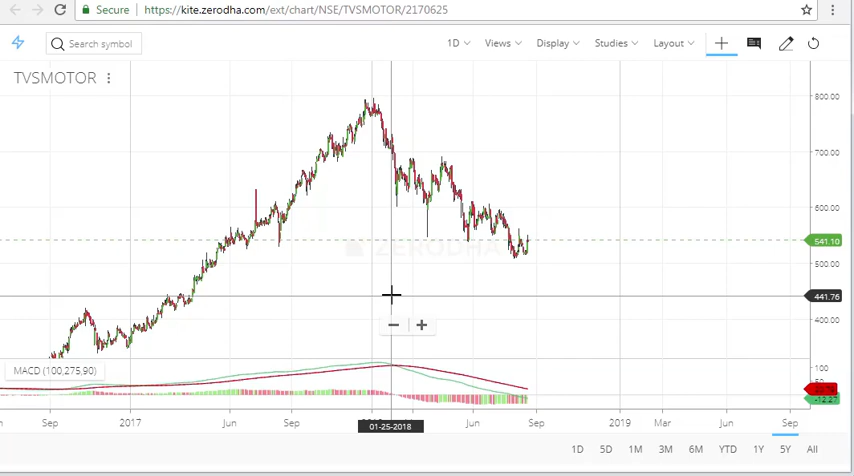 Secure https://kite.zerodha.com/ext/chart/NSE/TVSMOTOR/2170625
Search symbol 1D Views Display Studies Layout
TVSMOTOR
800.00
700.00
600.00
541.10
ZERODHA
500.00
441.76
400.00
MACD (100,275,90)
100
-12.27
Sep 2017 Jun Sep 01-25-2018 Jun Sep 2019 Mar Jun Sep
1D 5D 1M 3M 6M YTD 1Y 5Y All